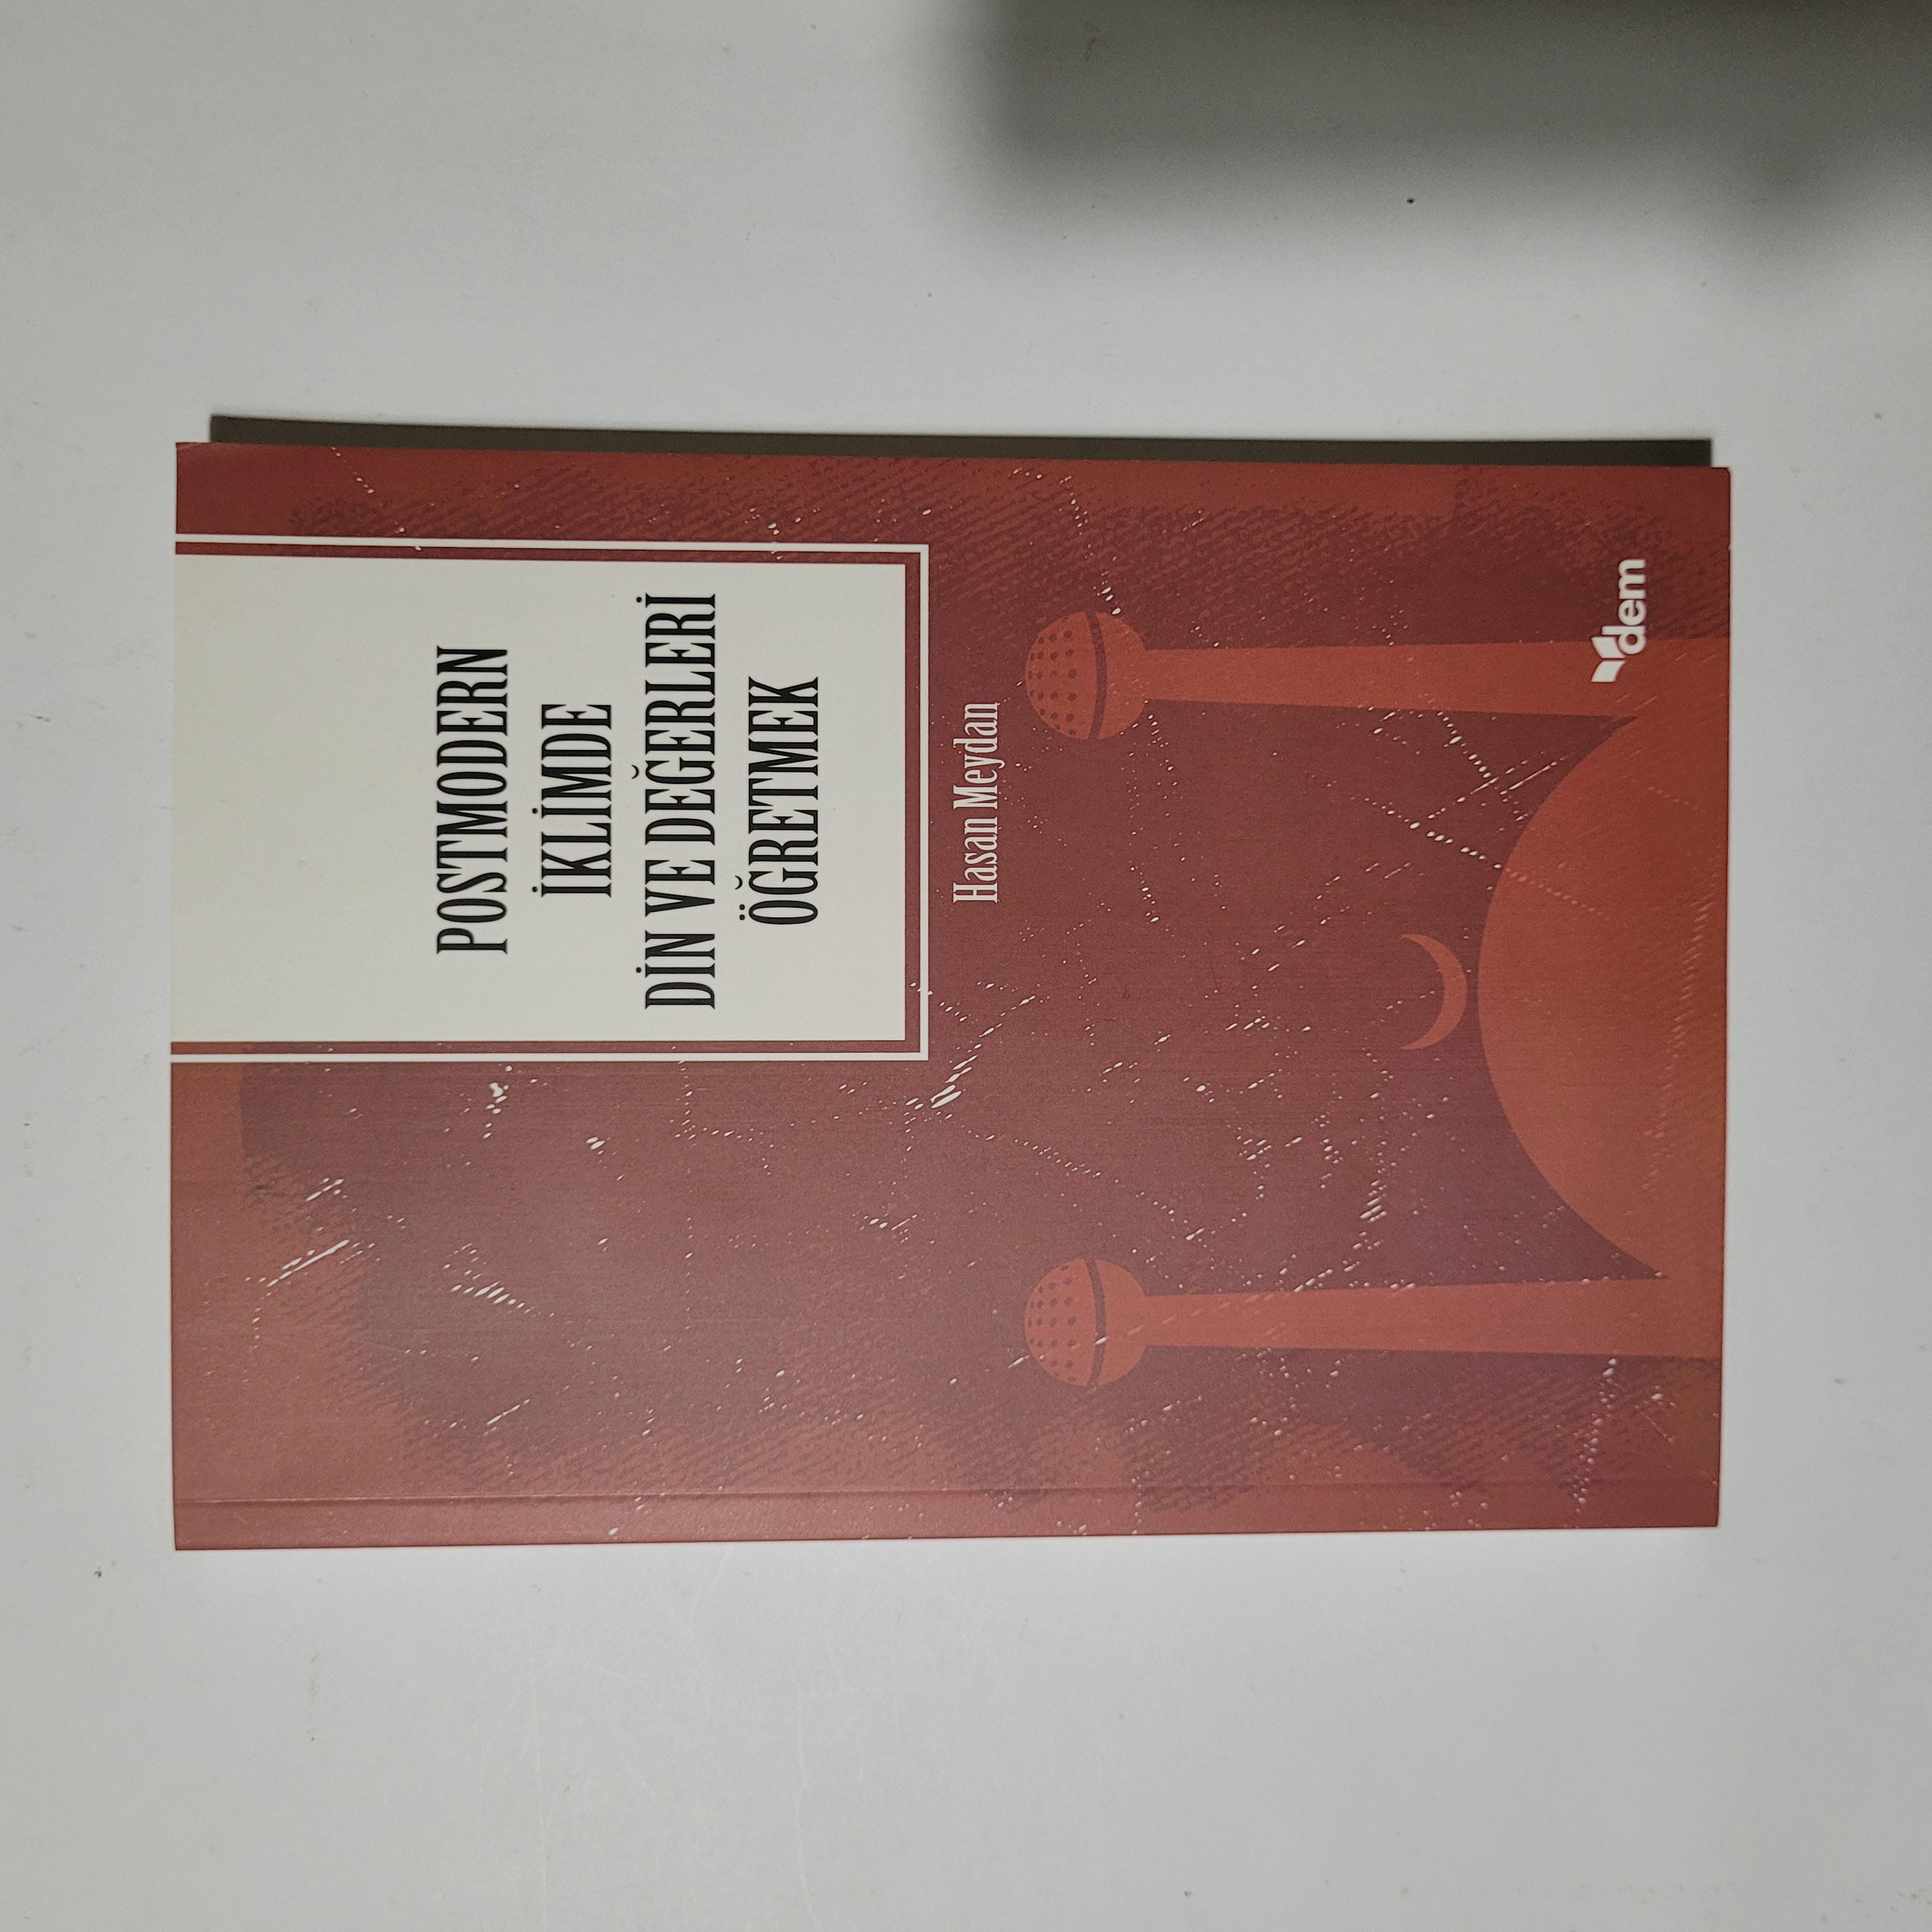 POSTMODERN
İKLİMDE
DİN VE DEĞERLERİ
ÖĞRETMEK
Hasan Meydan
dem